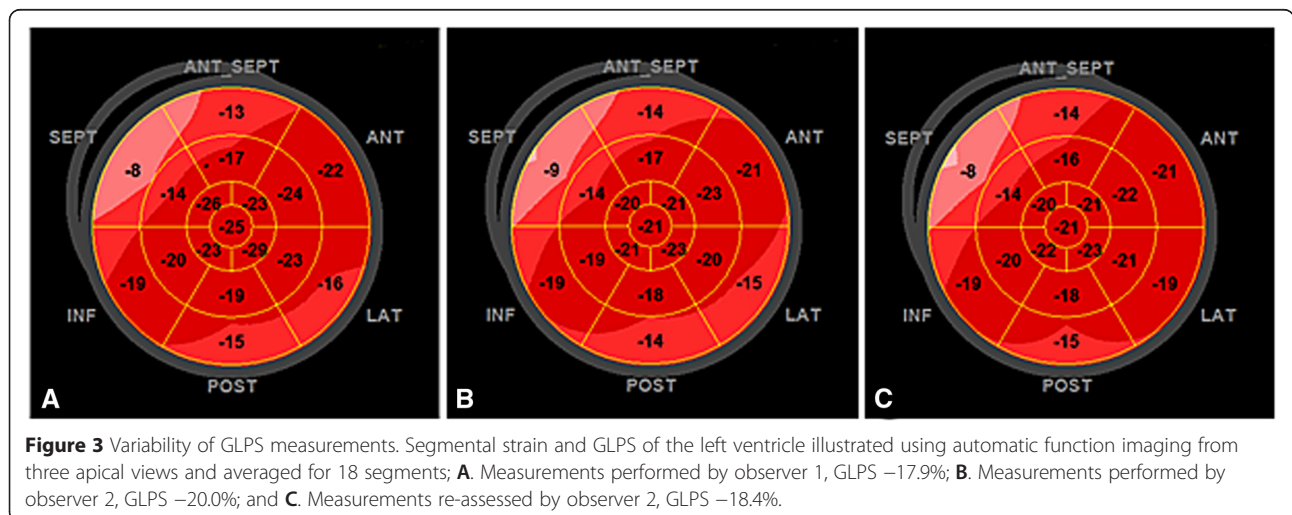 ANT_SEPT
-13
SEPT
ANT
-8
-22
-17
-14
-24
-26
-23
-25
-23
-29
-20
-23
-19
-19
-16
INF
LAT
-15
POST
A
ANT_SEPT
-14
SEPT
ANT
-9
-21
-17
-14
-23
-20
-21
-21
-21
-23
-19
-20
-19
-18
-15
INF
LAT
-14
POST
B
ANT_SEPT
-14
SEPT
ANT
-8
-21
-16
-14
-22
-20
-21
-21
-22
-23
-20
-21
-19
-18
-19
INF
LAT
-15
POST
C
Figure 3 Variability of GLPS measurements. Segmental strain and GLPS of the left ventricle illustrated using automatic function imaging from
three apical views and averaged for 18 segments; A. Measurements performed by observer 1, GLPS −17.9%; B. Measurements performed by
observer 2, GLPS −20.0%; and C. Measurements re-assessed by observer 2, GLPS −18.4%.